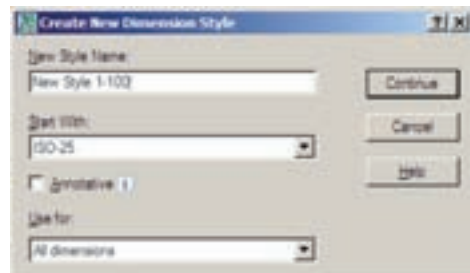 Create New Dimension Style
New Style Name:
New Style 1-100
Continue
Start With:
Cancel
ISO-25
Help
Annotative
Use for:
All dimensions